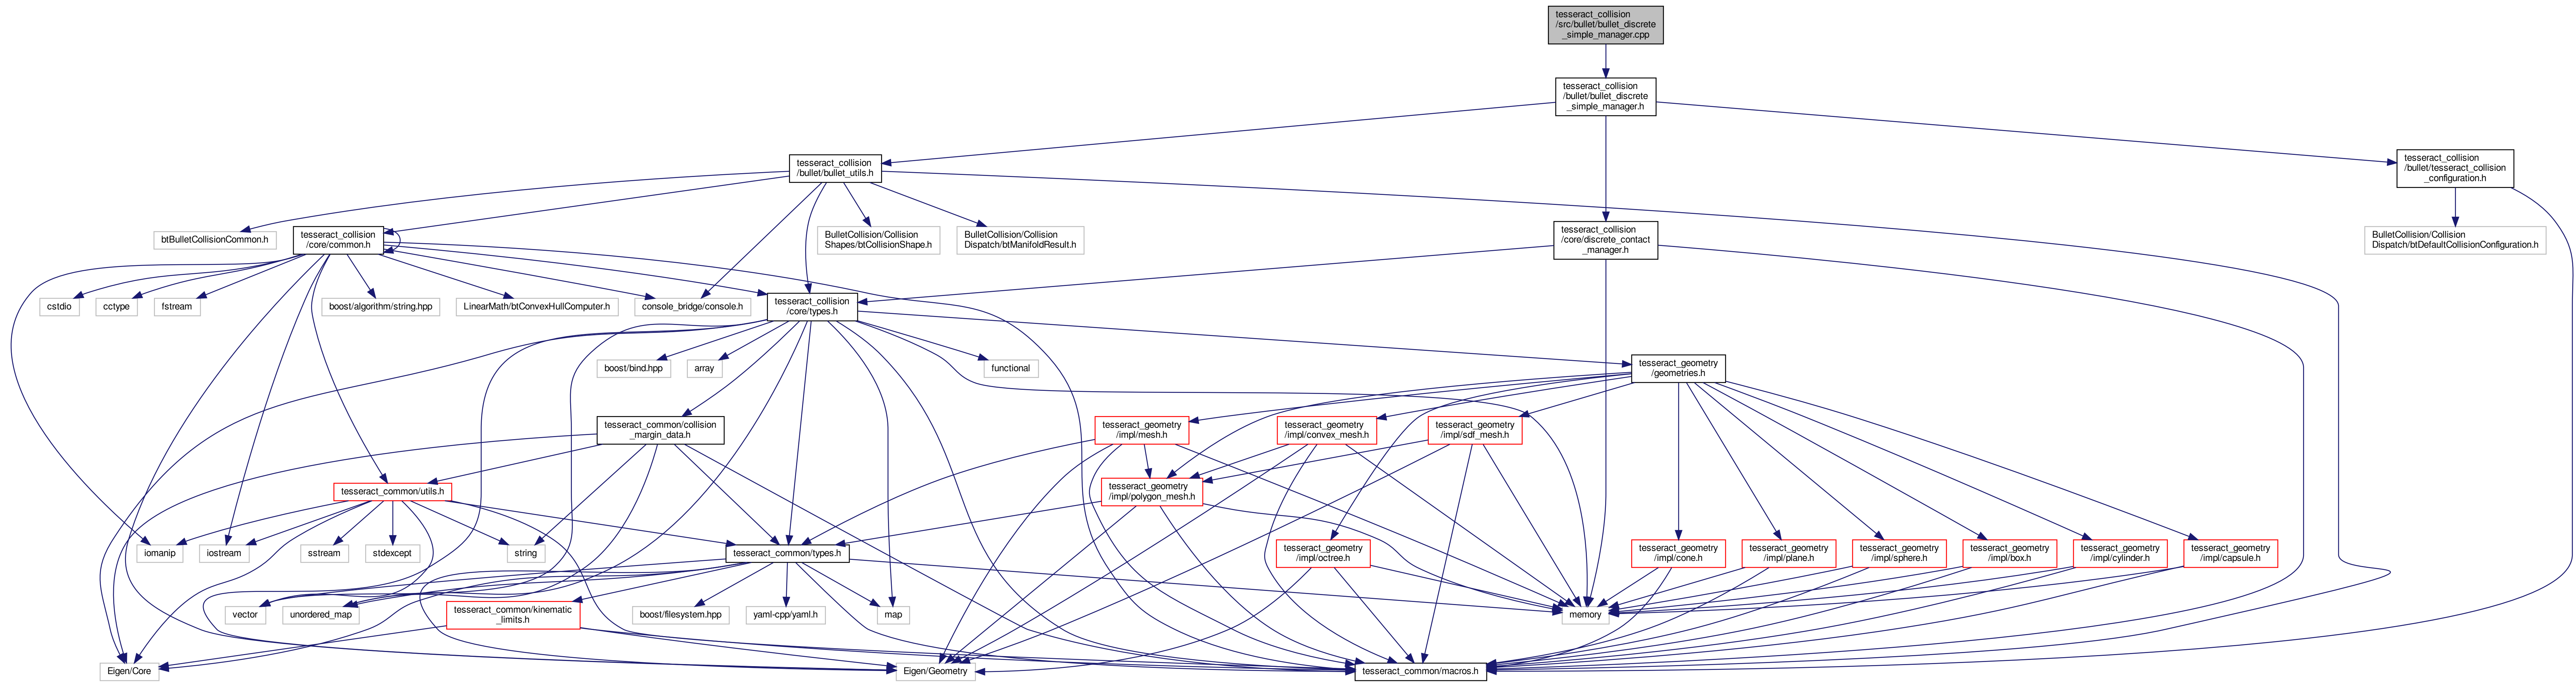 tesseract_collision
/src/bullet/bullet_discrete
_simple_manager.cpp
tesseract_collision
/bullet/bullet_discrete
_simple_manager.h
tesseract_collision
/bullet/bullet_utils.h
tesseract_collision
/bullet/tesseract_collision
_configuration.h
btBulletCollisionCommon.h
tesseract_collision
/core/common.h
BulletCollision/Collision
Shapes/btCollisionShape.h
BulletCollision/Collision
Dispatch/btManifoldResult.h
tesseract_collision
/core/discrete_contact
_manager.h
BulletCollision/Collision
Dispatch/btDefaultCollisionConfiguration.h
cstdio
cctype
fstream
boost/algorithm/string.hpp
LinearMath/btConvexHullComputer.h
console_bridge/console.h
tesseract_collision
/core/types.h
boost/bind.hpp
array
functional
tesseract_geometry
/geometries.h
tesseract_common/collision
_margin_data.h
tesseract_geometry
/impl/mesh.h
tesseract_geometry
/impl/convex_mesh.h
tesseract_geometry
/impl/sdf_mesh.h
tesseract_common/utils.h
tesseract_geometry
/impl/polygon_mesh.h
iomanip
iostream
sstream
stdexcept
string
tesseract_common/types.h
tesseract_geometry
/impl/octree.h
tesseract_geometry
/impl/cone.h
tesseract_geometry
/impl/plane.h
tesseract_geometry
/impl/sphere.h
tesseract_geometry
/impl/box.h
tesseract_geometry
/impl/cylinder.h
tesseract_geometry
/impl/capsule.h
vector
unordered_map
tesseract_common/kinematic
_limits.h
boost/filesystem.hpp
yaml-cpp/yaml.h
map
memory
Eigen/Core
Eigen/Geometry
tesseract_common/macros.h